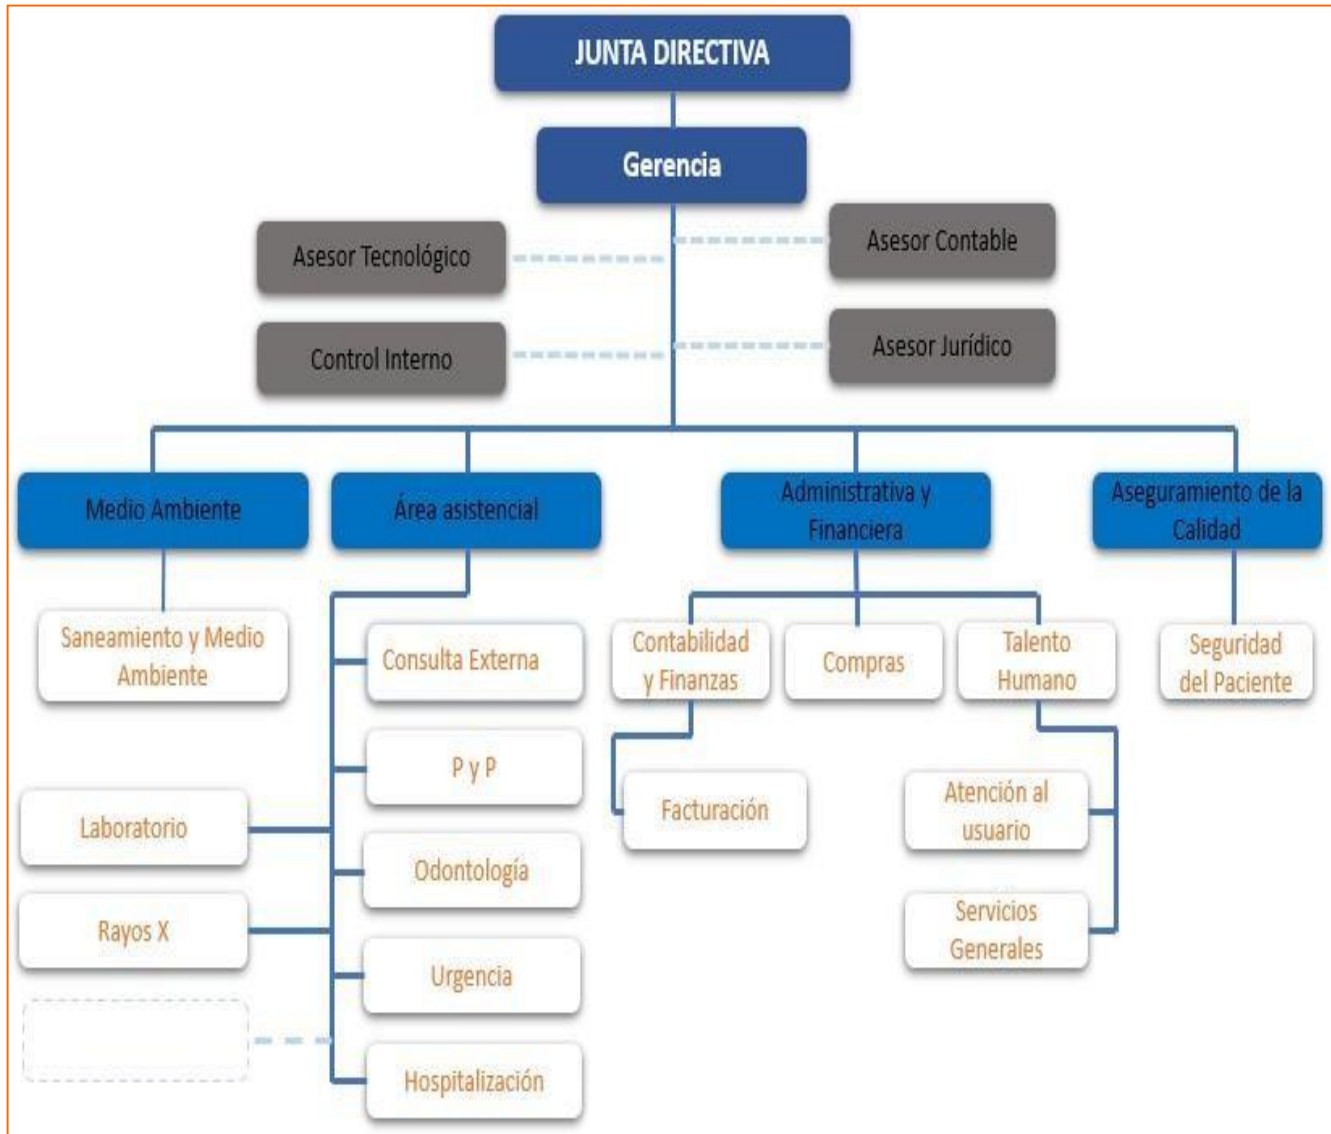 JUNTA DIRECTIVA
Gerencia
Asesor Tecnológico
Asesor Contable
Control Interno
Asesor Jurídico
Medio Ambiente
Área asistencial
Administrativa y
Financiera
Aseguramiento de la
Calidad
Saneamiento y Medio
Ambiente
Consulta Externa
Contabilidad
y Finanzas
Compras
Talento
Humano
Seguridad
del Paciente
P y P
Laboratorio
Facturación
Atención al
usuario
Odontología
Rayos X
Servicios
Generales
Urgencia
Hospitalización